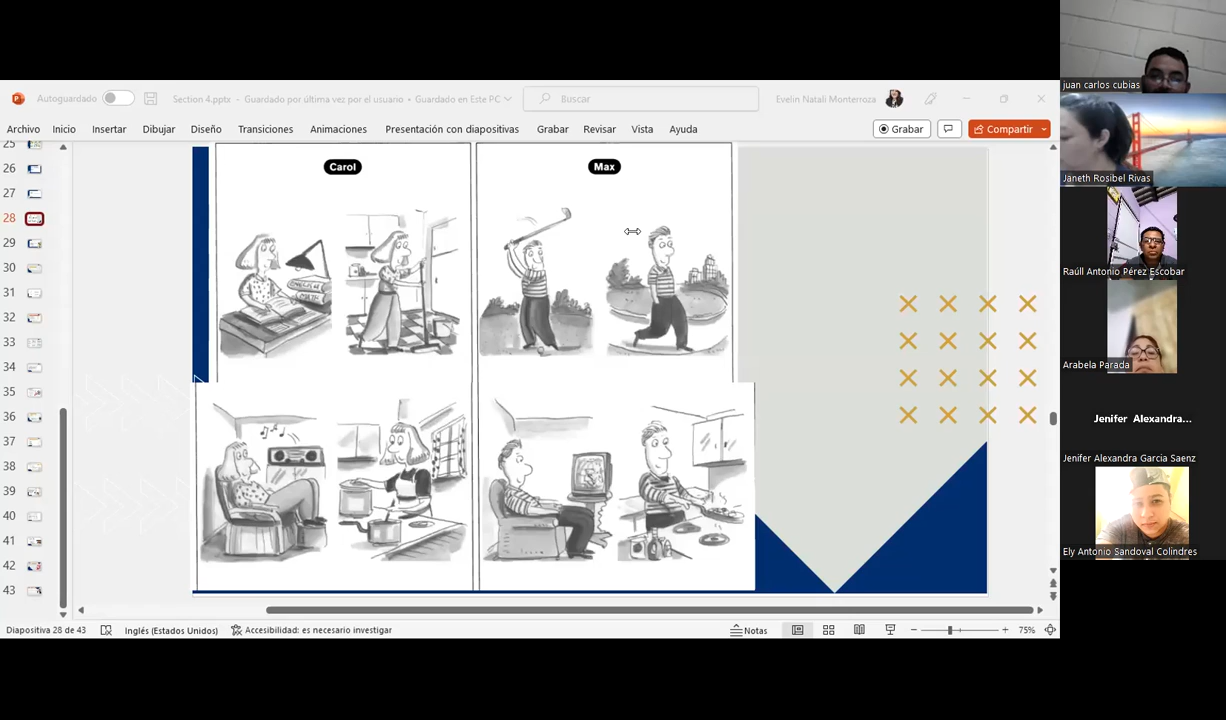 Autoguardado
Section 4.pptx - Guardado por última vez por el usuario • Guardado en Este PC
Buscar
Evelin Natali Monterroza
Archivo Inicio Insertar Dibujar Diseño Transiciones Animaciones Presentación con diapositivas Grabar Revisar Vista Ayuda
Grabar
Compartir
25
26
27
28
29
30
31
32
33
34
35
36
37
38
39
40
41
42
43
Carol
Max
Diapositiva 28 de 43
Inglés (Estados Unidos)
Accesibilidad: es necesario investigar
Notas
75%
juan carlos cubias
Janeth Rosibel Rivas
Raúll Antonio Pérez Escobar
Arabela Parada
Jenifer Alexandra...
Jenifer Alexandra Garcia Saenz
Ely Antonio Sandoval Colindres